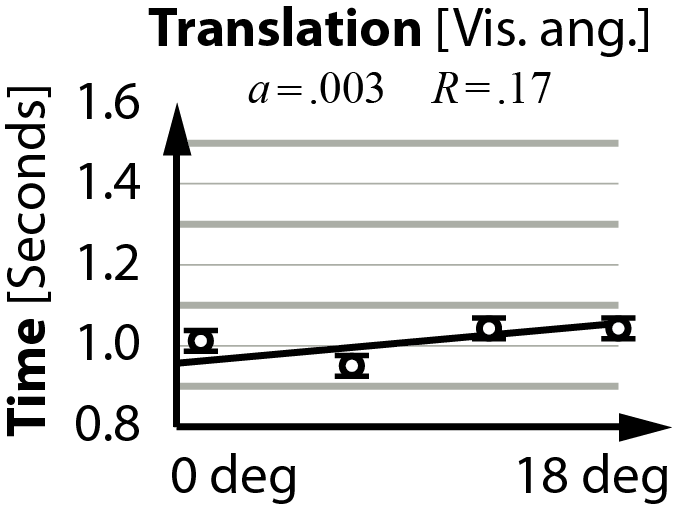 Translation [Vis. ang.]
a=.003 R=.17
Time [Seconds]
1.6
1.4
1.2
1.0
0.8
0 deg 18 deg